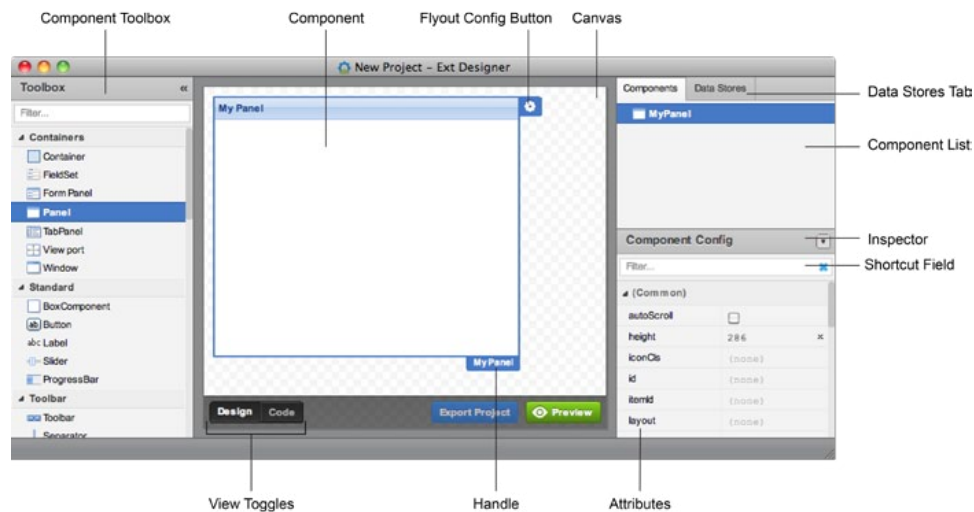 Component Toolbox
Component
Flyout Config Button
Canvas
New Project – Ext Designer
Toolbox «
Filter...
Containers
Container
FieldSet
Form Panel
Panel
TabPanel
View port
Window
Standard
BoxComponent
ab Button
abc Label
Slider
ProgressBar
Toolbar
Toolbar
Separator
My Panel
MyPanel
Design Code
Export Project
Preview
Components Data Stores
MyPanel
Component Config
Filter...
(Common)
autoScroll
height 286 ×
iconCls (none)
id (none)
itemId (none)
layout (none)
Data Stores Tab
Component List
Inspector
Shortcut Field
View Toggles
Handle
Attributes